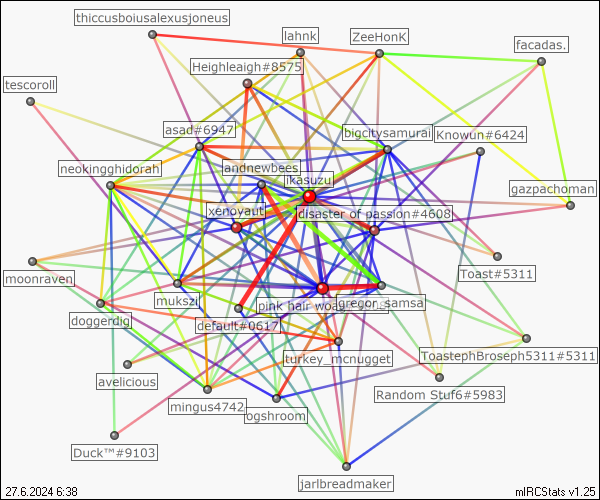 thiccusboiusalexusjoneus
lahnk
ZeeHonK
facadas.
Heighleaigh#8575
tescoroll
asad#6947
bigcitysamurai
Knowun#6424
neokingghidorah
andnewbees
ikasuzu
gazpachoman
xenoyaut
disaster of passion#4608
moonraven
Toast#5311
mukszi
pink hair
gregor_samsa
doggerdig
default#0617
turkey_mcnugget
ToastephBroseph5311#5311
avelicious
Random Stuf6#5983
mingus4742
ogshroom
Duck™#9103
jarlbreadmaker
27.6.2024 6:38
mIRCStats v1.25